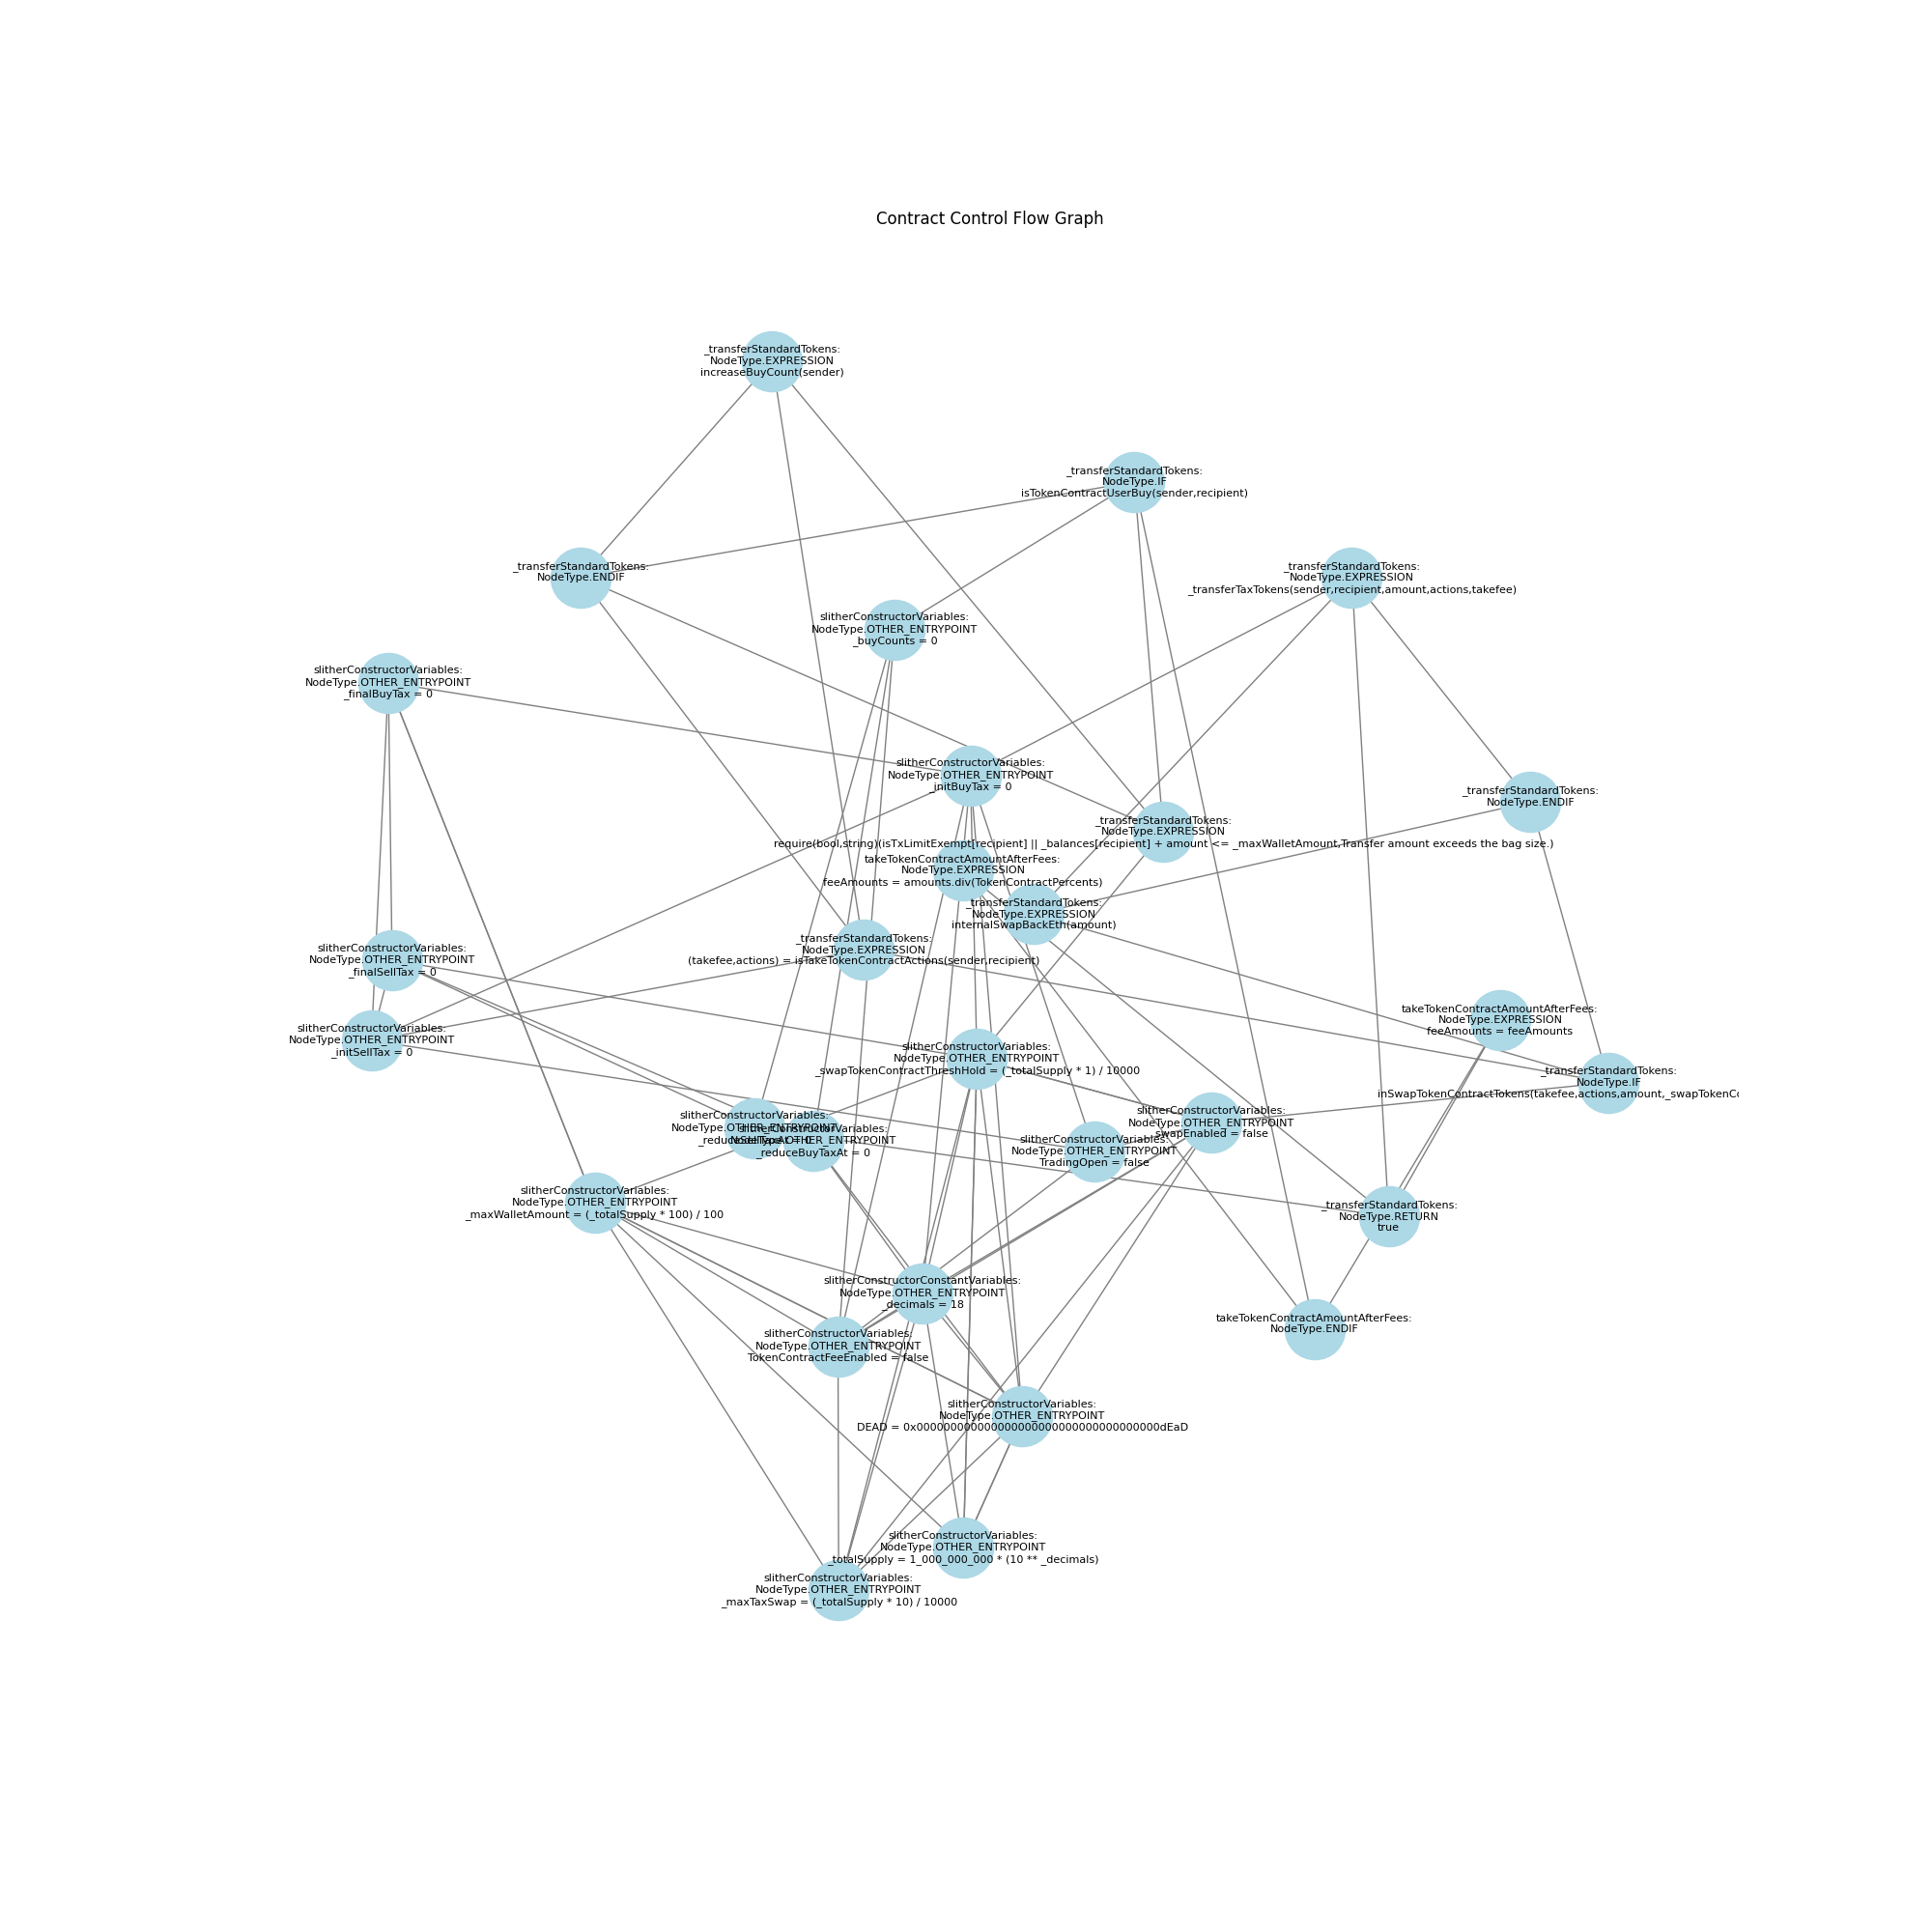 Contract Control Flow Graph
_transferStandardTokens:
NodeType.EXPRESSION
increaseBuyCount(sender)
_transferStandardTokens:
NodeType.IF
isTokenContractUserBuy(sender,recipient)
_transferStandardTokens:
NodeType.ENDIF
_transferStandardTokens:
NodeType.EXPRESSION
_transferTaxTokens(sender,recipient,amount,actions,takefee)
slitherConstructorVariables:
NodeType.OTHER_ENTRYPOINT
_buyCounts = 0
slitherConstructorVariables:
NodeType.OTHER_ENTRYPOINT
_finalBuyTax = 0
slitherConstructorVariables:
NodeType.OTHER_ENTRYPOINT
_initBuyTax = 0
_transferStandardTokens:
NodeType.ENDIF
_transferStandardTokens:
NodeType.EXPRESSION
require(bool,string)(isTxLimitExempt[recipient] || _balances[recipient] + amount <= _maxWalletAmount,Transfer amount exceeds the bag size.)
takeTokenContractAmountAfterFees:
NodeType.EXPRESSION
feeAmounts = amounts.div(TokenContractPercents)
_transferStandardTokens:
NodeType.EXPRESSION
internalSwapBackEth(amount)
_transferStandardTokens:
NodeType.EXPRESSION
(takefee,actions) = isTakeTokenContractActions(sender,recipient)
slitherConstructorVariables:
NodeType.OTHER_ENTRYPOINT
_finalSellTax = 0
takeTokenContractAmountAfterFees:
NodeType.EXPRESSION
feeAmounts = feeAmounts
slitherConstructorVariables:
NodeType.OTHER_ENTRYPOINT
_initSellTax = 0
slitherConstructorVariables:
NodeType.OTHER_ENTRYPOINT
_swapTokenContractThreshHold = (_totalSupply * 1) / 10000
_transferStandardTokens:
NodeType.IF
inSwapTokenContractTokens(takefee,actions,amount,_swapTokenCo
slitherConstructorVariables:
NodeType.OTHER_ENTRYPOINT
swapEnabled = false
slitherConstructorVariables:
NodeType.OTHER_ENTRYPOINT
_reduceSellTaxAt = 0
slitherConstructorVariables:
NodeType.OTHER_ENTRYPOINT
_reduceBuyTaxAt = 0
slitherConstructorVariables:
NodeType.OTHER_ENTRYPOINT
TradingOpen = false
slitherConstructorVariables:
NodeType.OTHER_ENTRYPOINT
_maxWalletAmount = (_totalSupply * 100) / 100
_transferStandardTokens:
NodeType.RETURN
true
slitherConstructorConstantVariables:
NodeType.OTHER_ENTRYPOINT
_decimals = 18
takeTokenContractAmountAfterFees:
NodeType.ENDIF
slitherConstructorVariables:
NodeType.OTHER_ENTRYPOINT
TokenContractFeeEnabled = false
slitherConstructorVariables:
NodeType.OTHER_ENTRYPOINT
DEAD = 0x000000000000000000000000000000000000dEaD
slitherConstructorVariables:
NodeType.OTHER_ENTRYPOINT
_totalSupply = 1_000_000_000 * (10 ** _decimals)
slitherConstructorVariables:
NodeType.OTHER_ENTRYPOINT
_maxTaxSwap = (_totalSupply * 10) / 10000